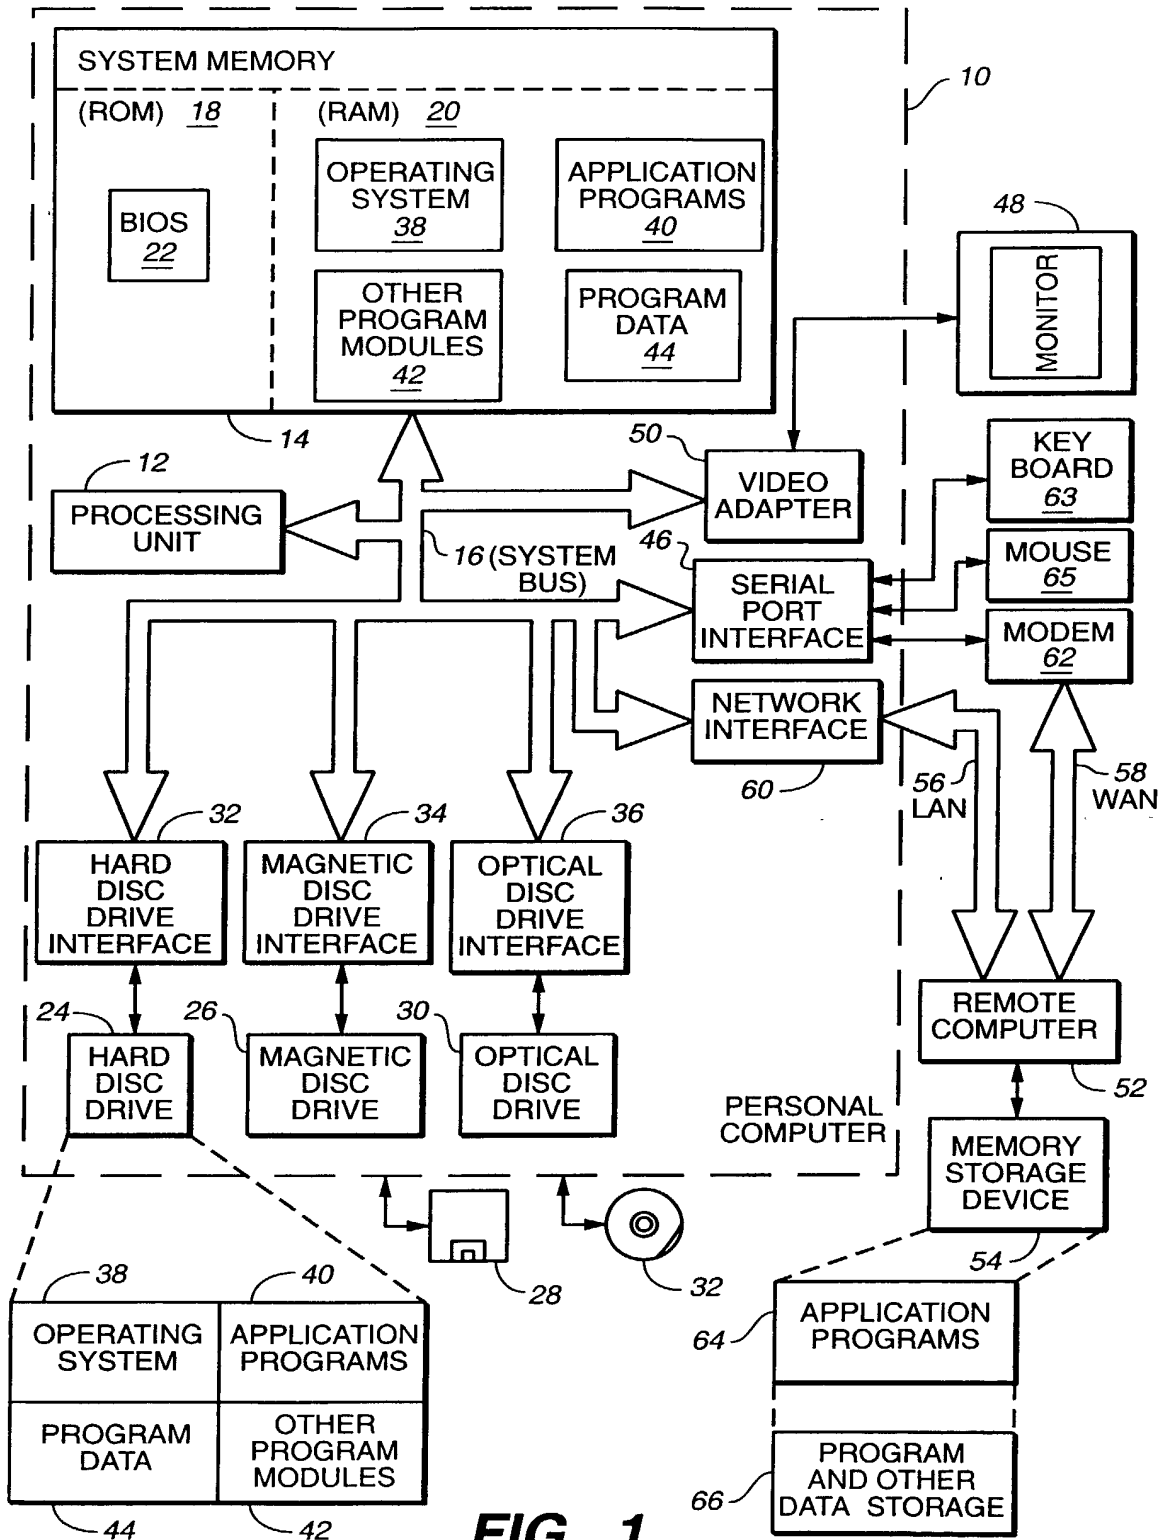 SYSTEM MEMORY
(ROM) 18
(RAM) 20
BIOS
22
OPERATING
SYSTEM
38
APPLICATION
PROGRAMS
40
OTHER
PROGRAM
MODULES
42
PROGRAM
DATA
44
10
48
MONITOR
14
12
PROCESSING
UNIT
50
VIDEO
ADAPTER
16 (SYSTEM
BUS)
46
SERIAL
PORT
INTERFACE
KEY
BOARD
63
MOUSE
65
MODEM
62
NETWORK
INTERFACE
60
56
LAN
58
WAN
32
HARD
DISC
DRIVE
INTERFACE
34
MAGNETIC
DISC
DRIVE INTERFACE
36
OPTICAL
DISC
DRIVE
INTERFACE
24
HARD
DISC
DRIVE
26
MAGNETIC
DISC
DRIVE
30
OPTICAL
DISC
DRIVE
REMOTE
COMPUTER
52
PERSONAL
COMPUTER
MEMORY
STORAGE
DEVICE
54
28
32
38
OPERATING
SYSTEM
40
APPLICATION
PROGRAMS
PROGRAM
DATA
44
OTHER
PROGRAM
MODULES
42
64
APPLICATION
PROGRAMS
66
PROGRAM
AND OTHER
DATA STORAGE
FIG. 1